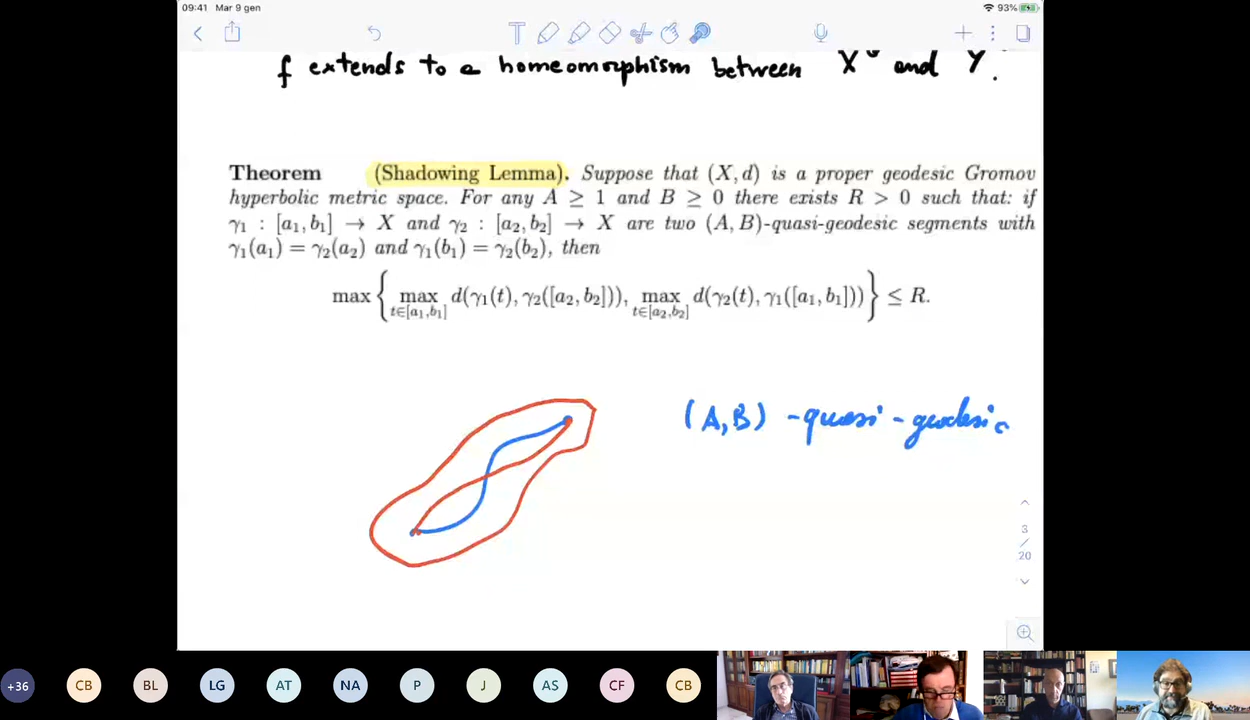 09:41 Mar 9 gen
93%
f extends to a homeomorphism between X and Y.
Theorem (Shadowing Lemma). Suppose that (X, d) is a proper geodesic Gromov
hyperbolic metric space. For any A ≥ 1 and B ≥ 0 there exists R > 0 such that: if
γ₁ : [a₁, b₁] → X and γ₂ : [a₂, b₂] → X are two (A, B)-quasi-geodesic segments with
γ₁(a₁) = γ₂(a₂) and γ₁(b₁) = γ₂(b₂), then
max { max_{t∈[a₁,b₁]} d(γ₁(t), γ₂([a₂, b₂])), max_{t∈[a₂,b₂]} d(γ₂(t), γ₁([a₁, b₁])) } ≤ R.
(A,B) -quasi-geodesic
3
/
20
+36 CB BL LG AT NA P J AS CF CB